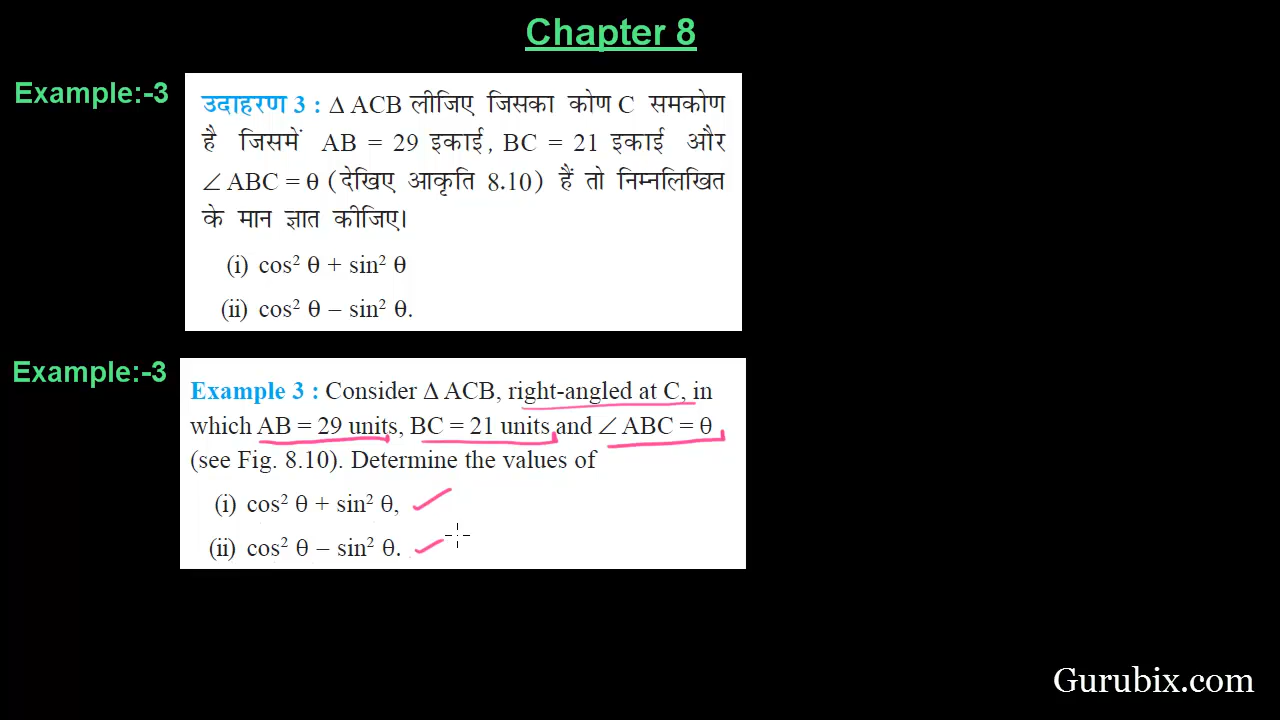 Chapter 8
Example:-3
उदाहरण 3 : Δ ACB लीजिए जिसका कोण C समकोण
है जिसमें AB = 29 इकाई, BC = 21 इकाई और
∠ ABC = θ (देखिए आकृति 8.10) हैं तो निम्नलिखित
के मान ज्ञात कीजिए।
(i) cos² θ + sin² θ
(ii) cos² θ – sin² θ.
Example:-3
Example 3 : Consider Δ ACB, right-angled at C, in
which AB = 29 units, BC = 21 units and ∠ ABC = θ
(see Fig. 8.10). Determine the values of
(i) cos² θ + sin² θ,
(ii) cos² θ – sin² θ.
Gurubix.com